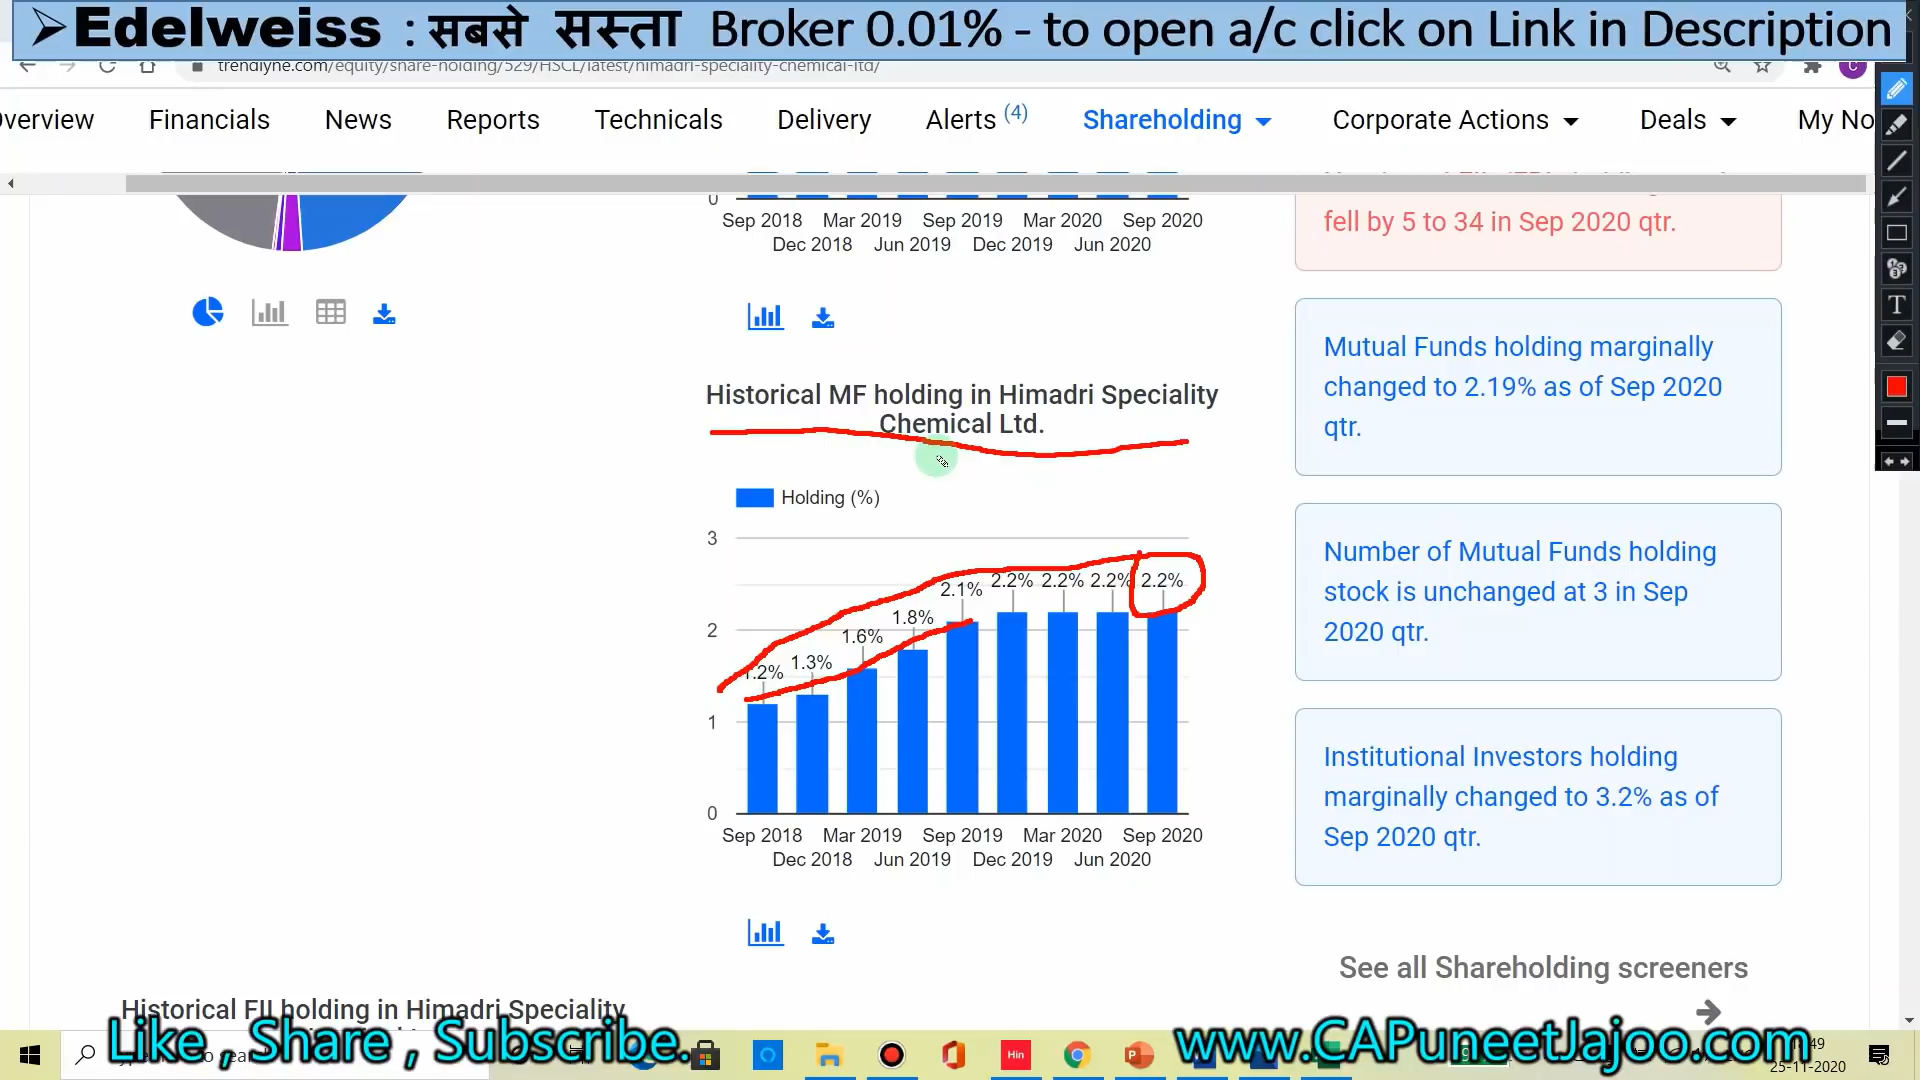 ➢Edelweiss : सबसे सस्ता Broker 0.01% - to open a/c click on Link in Description
trendlyne.com/equity/share-holding/529/HSCL/latest/himadri-speciality-chemical-ltd/
verview Financials News Reports Technicals Delivery Alerts (4) Shareholding Corporate Actions Deals My No
0
Sep 2018 Mar 2019 Sep 2019 Mar 2020 Sep 2020
Dec 2018 Jun 2019 Dec 2019 Jun 2020
fell by 5 to 34 in Sep 2020 qtr.
Historical MF holding in Himadri Speciality
Chemical Ltd.
Holding (%)
3
2
1
0
1.2% 1.3% 1.6% 1.8% 2.1% 2.2% 2.2% 2.2% 2.2%
Sep 2018 Mar 2019 Sep 2019 Mar 2020 Sep 2020
Dec 2018 Jun 2019 Dec 2019 Jun 2020
Mutual Funds holding marginally
changed to 2.19% as of Sep 2020
qtr.
Number of Mutual Funds holding
stock is unchanged at 3 in Sep
2020 qtr.
Institutional Investors holding
marginally changed to 3.2% as of
Sep 2020 qtr.
See all Shareholding screeners
Historical FII holding in Himadri Speciality
Like , Share , Subscribe.
www.CAPuneetJajoo.com
Hin
25-11-2020